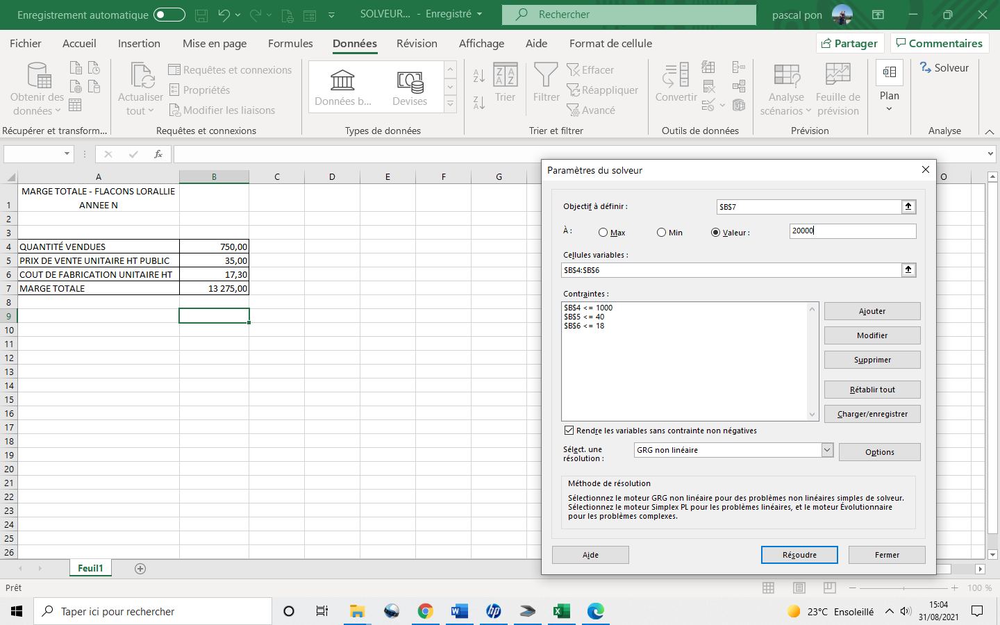 Enregistrement automatique
SOLVEUR... - Enregistré
Rechercher
pascal pon
Fichier Accueil Insertion Mise en page Formules Données Révision Affichage Aide Format de cellule
Partager
Commentaires
Obtenir des données
Actualiser tout
Requêtes et connexions
Propriétés
Modifier les liaisons
Données b...
Devises
Trier
Filtrer
Effacer
Réappliquer
Avancé
Convertir
Analyse scénarios
Feuille de prévision
Plan
Solveur
Récupérer et transform...
Requêtes et connexions
Types de données
Trier et filtrer
Outils de données
Prévision
Analyse
fx
A B C D E F G O
1 MARGE TOTALE - FLACONS LORALLIE
ANNEE N
2
3
4 QUANTITÉ VENDUES 750,00
5 PRIX DE VENTE UNITAIRE HT PUBLIC 35,00
6 COUT DE FABRICATION UNITAIRE HT 17,30
7 MARGE TOTALE 13 275,00
8
9
10
11
12
13
14
15
16
17
18
19
20
21
22
23
24
25
26
Paramètres du solveur
Objectif à définir : $B$7
À : Max Min Valeur : 20000
Cellules variables :
$B$4:$B$6
Contraintes :
$B$4 <= 1000
$B$5 <= 40
$B$6 <= 18
Ajouter
Modifier
Supprimer
Rétablir tout
Charger/enregistrer
Rendre les variables sans contrainte non négatives
Sélect. une résolution :
GRG non linéaire
Options
Méthode de résolution
Sélectionnez le moteur GRG non linéaire pour des problèmes non linéaires simples de solveur.
Sélectionnez le moteur Simplex PL pour les problèmes linéaires, et le moteur Évolutionnaire
pour les problèmes complexes.
Aide
Résoudre
Fermer
Feuil1
Prêt
100 %
Taper ici pour rechercher
23°C Ensoleillé
15:04
31/08/2021